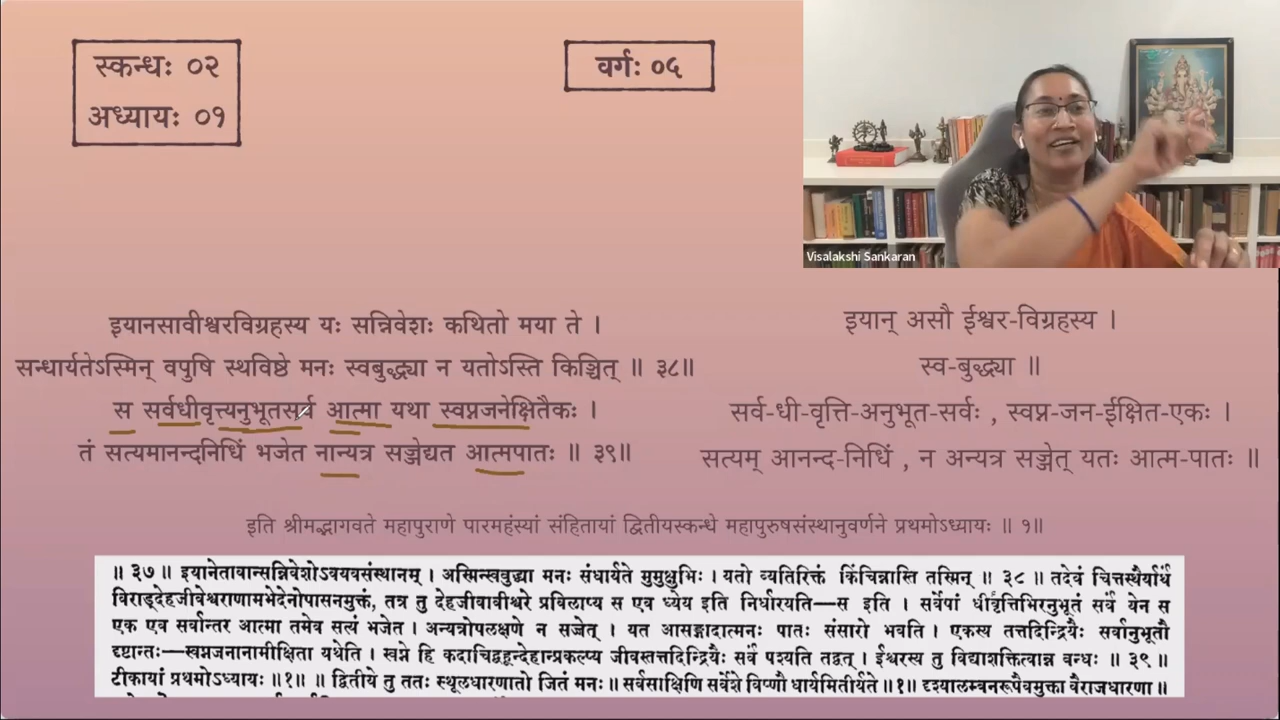 स्कन्धः ०२
अध्यायः ०१
वर्गः ०५
Visalakshi Sankaran
इयानसावीश्वरविग्रहस्य यः सन्निवेशः कथितो मया ते ।
सन्धार्यतेऽस्मिन् वपुषि स्थविष्ठे मनः स्वबुद्ध्या न यतोऽस्ति किञ्चित् ॥ ३८॥
स सर्वधीवृत्त्यनुभूतसर्व आत्मा यथा स्वप्नजनेक्षितैकः ।
तं सत्यमानन्दनिधिं भजेत नान्यत्र सज्जेद्यत आत्मपातः ॥ ३९॥
इयान् असौ ईश्वर-विग्रहस्य ।
स्व-बुद्ध्या ॥
सर्व-धी-वृत्ति-अनुभूत-सर्वः , स्वप्न-जन-ईक्षित-एकः ।
सत्यम् आनन्द-निधिं , न अन्यत्र सज्जेत् यतः आत्म-पातः ॥
इति श्रीमद्भागवते महापुराणे पारमहंस्यां संहितायां द्वितीयस्कन्धे महापुरुषसंस्थानुवर्णने प्रथमोऽध्यायः ॥ १॥
॥ ३७ ॥ इयानेतावान्सन्निवेशोऽवयवसंस्थानम् । अस्मिन्स्वबुद्ध्या मनः संधार्यते मुमुक्षुभिः । यतो व्यतिरिक्तं किंचिन्नास्ति तस्मिन् ॥ ३८ ॥ तदेवं चित्तस्थैर्यार्थं
विराड्देहजीवेश्वराणामभेदेनोपासनमुक्तं, तत्र तु देहजीवावीश्वरे प्रविलाप्य स एव ध्येय इति निर्धारयति—स इति । सर्वेषां धीवृत्तिभिरनुभूतं सर्वं येन स
एक एव सर्वान्तर आत्मा तमेव सत्यं भजेत । अन्यत्रोपलक्षणे न सज्जेत् । यत आसङ्गादात्मनः पातः संसारो भवति । एकस्य तत्तदिन्द्रियैः सर्वानुभूतौ
दृष्टान्तः—स्वप्नजनानामीक्षिता यथेति । स्वप्ने हि कदाचिद्बहून्देहान्प्रकल्प्य जीवस्तत्तदिन्द्रियैः सर्वं पश्यति तद्वत् । ईश्वरस्य तु विद्याशक्तित्वान्न बन्धः ॥ ३९ ॥
टीकायां प्रथमोऽध्यायः ॥१॥ ॥ द्वितीये तु ततः स्थूलधारणातो जितं मनः ॥ सर्वसाक्षिणि सर्वेशे विष्णौ धार्यमितीर्यते ॥१॥ दृश्यालम्बनरूपैवमुक्ता वैराजधारणा ॥